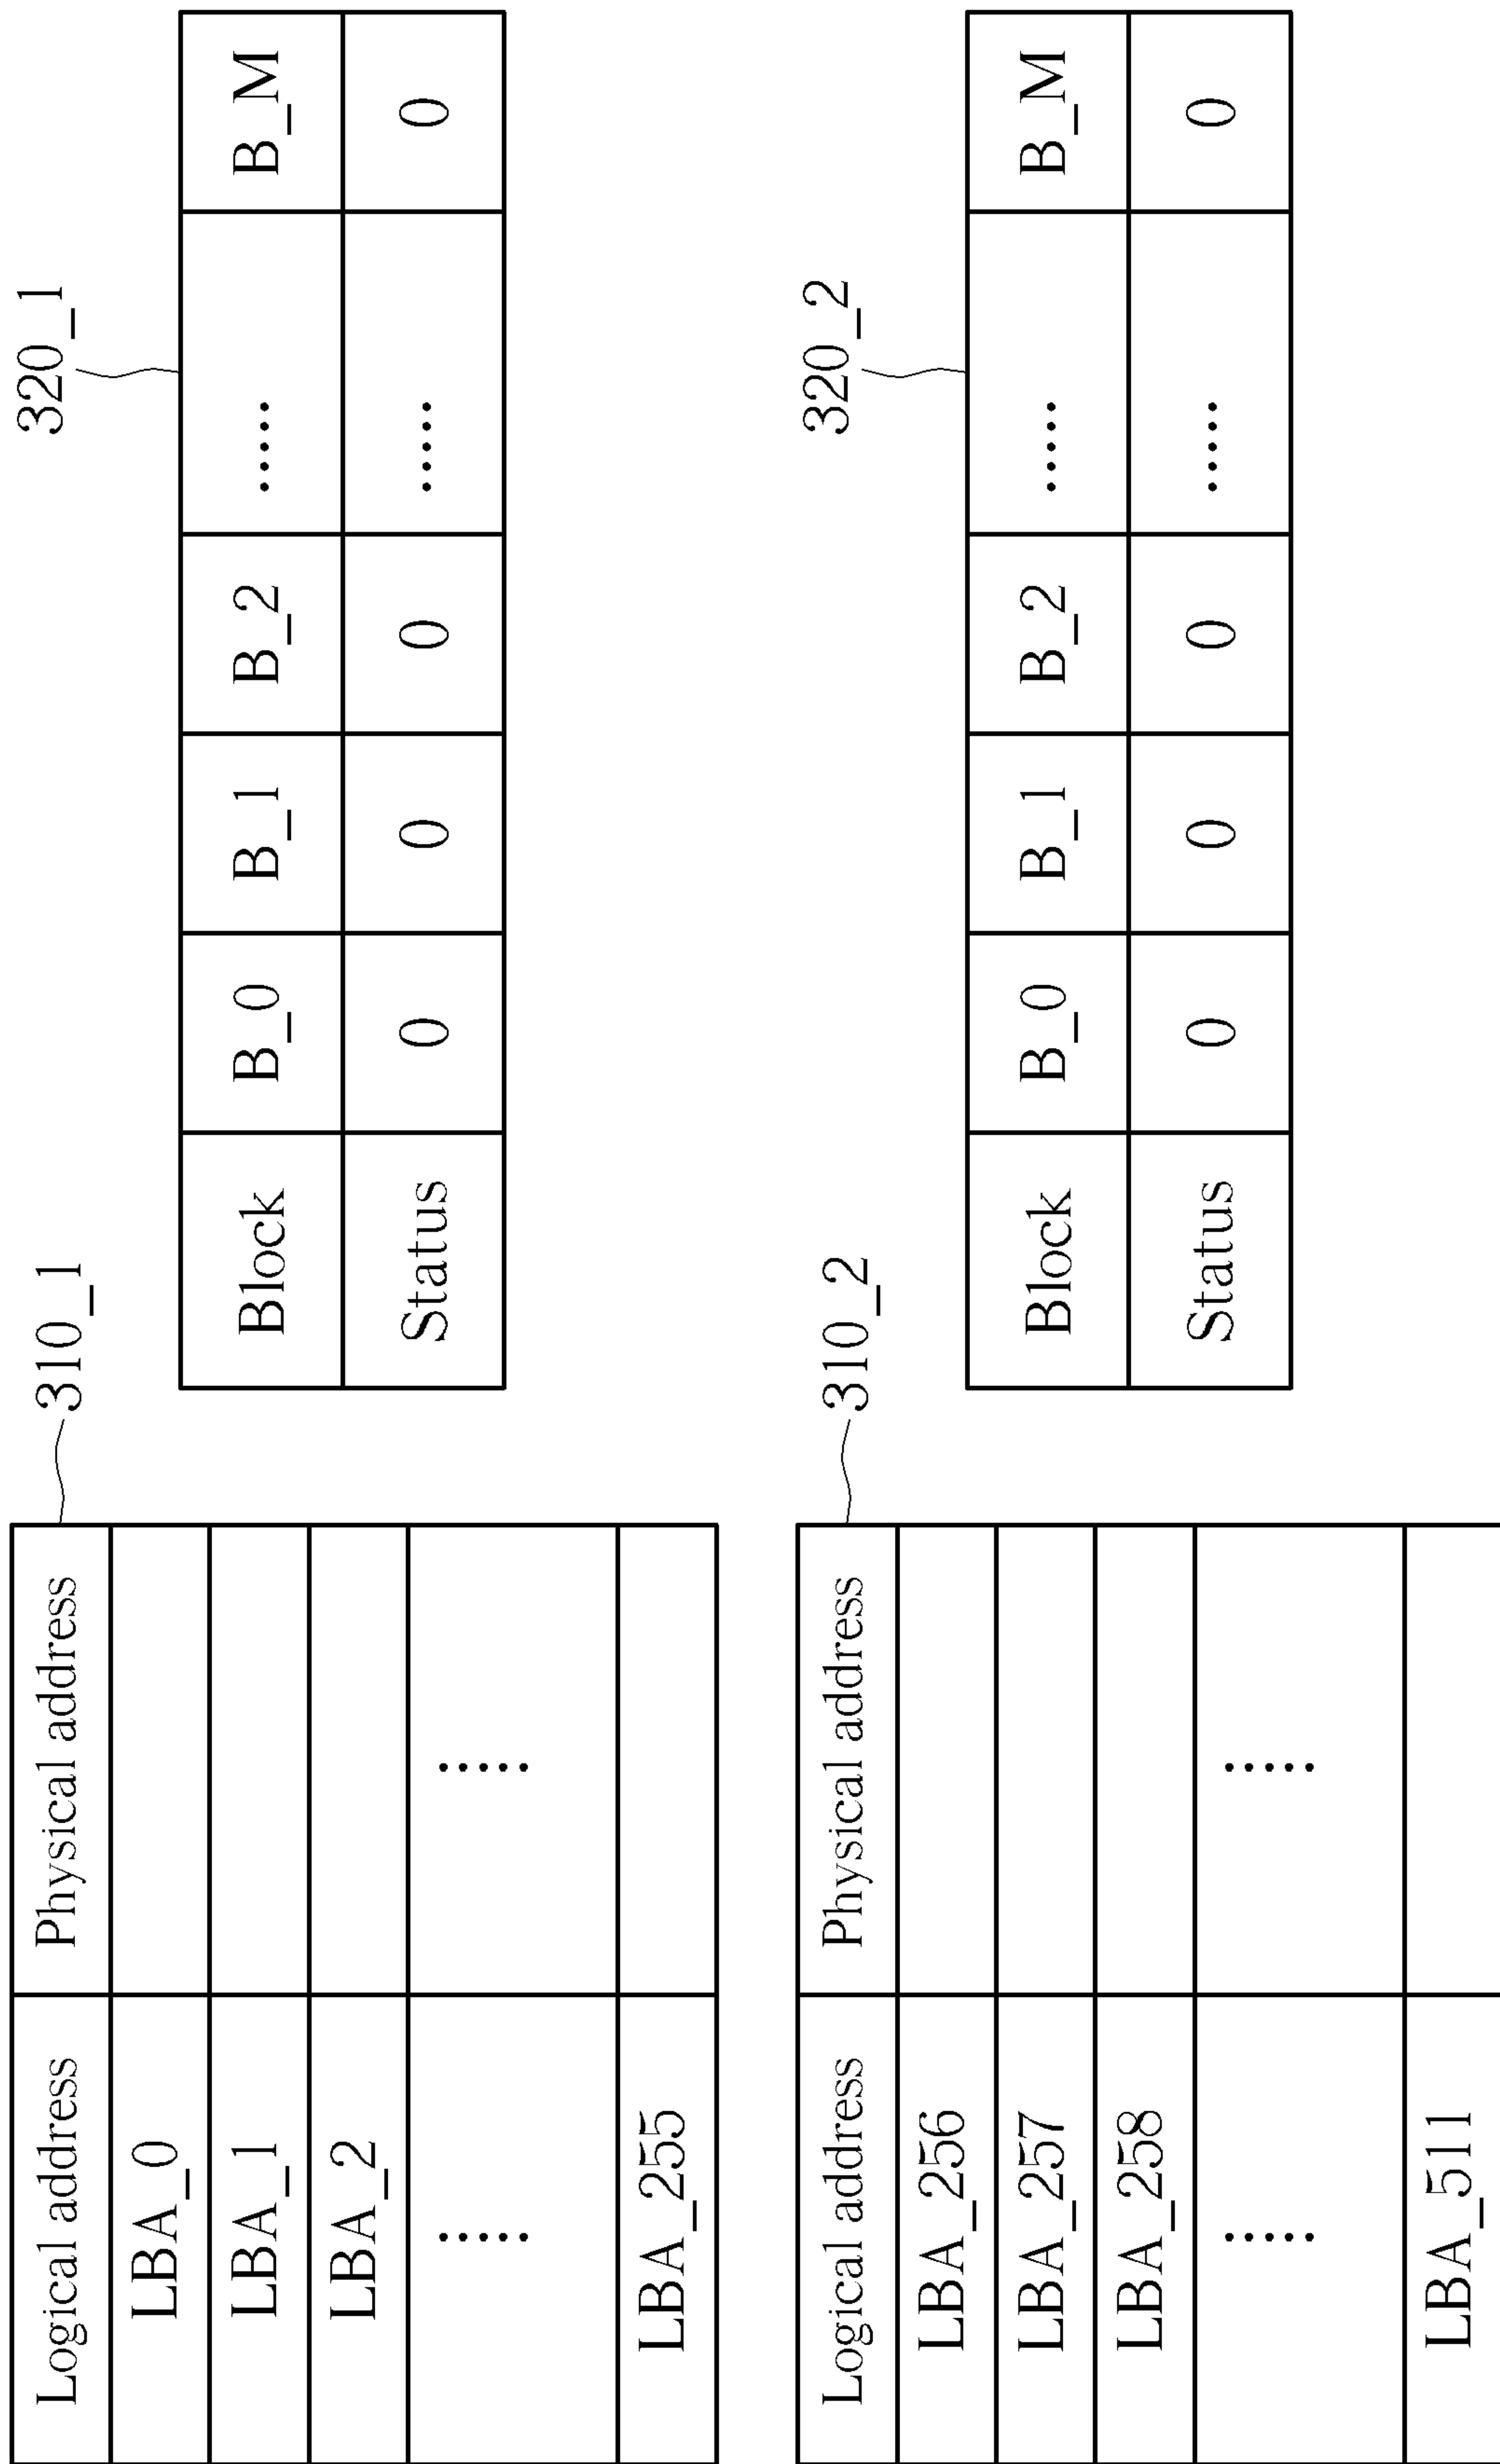 310_1
Logical address Physical address
LBA_0
LBA_1
LBA_2
..... .....
LBA_255
320_1
Block B_0 B_1 B_2 ..... B_M
Status 0 0 0 ..... 0
310_2
Logical address Physical address
LBA_256
LBA_257
LBA_258
..... .....
LBA_511
320_2
Block B_0 B_1 B_2 ..... B_M
Status 0 0 0 ..... 0